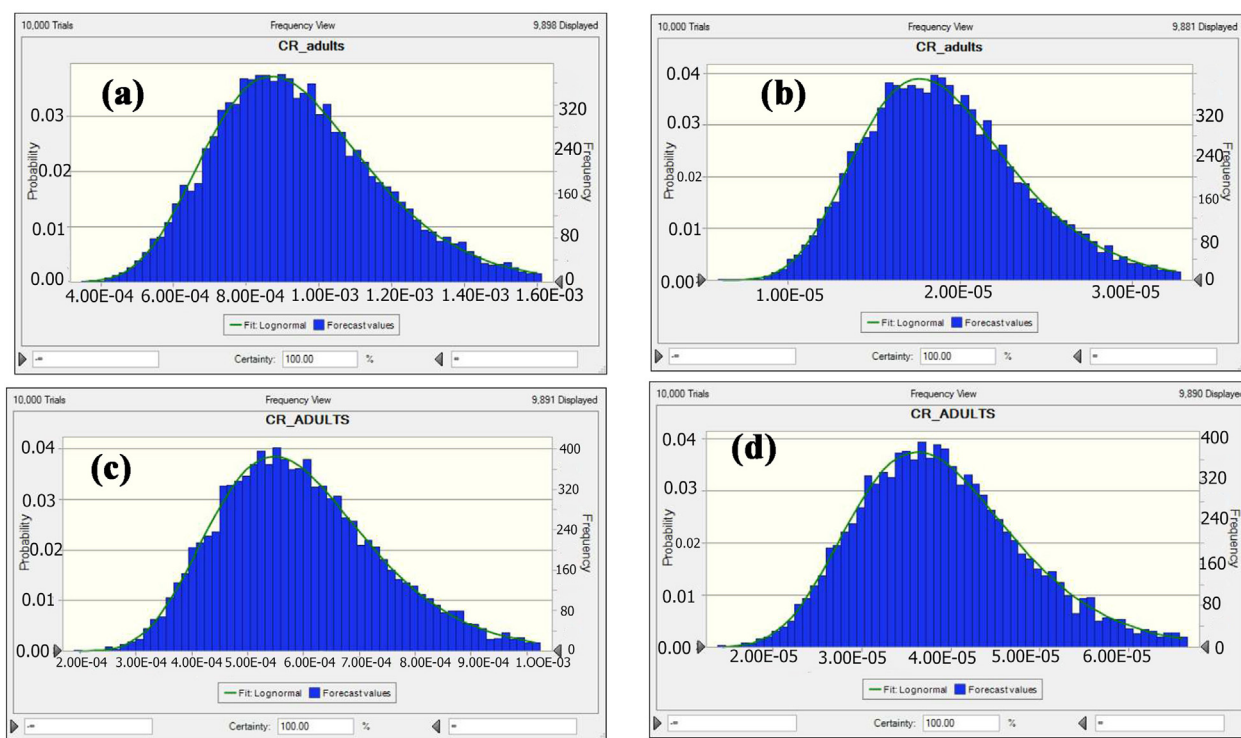 10,000 Trials Frequency View 9,898 Displayed
CR_adults
(a)
Probability
0.03
0.02
0.01
0.00
320
240
160
80
0
Frequency
4.00E-04 6.00E-04 8.00E-04 1.00E-03 1.20E-03 1.40E-03 1.60E-03
Fit: Lognormal Forecast values
Certainty: 100.00 %
10,000 Trials Frequency View 9,881 Displayed
CR_adults
(b)
Probability
0.04
0.03
0.02
0.01
0.00
320
240
160
80
0
Frequency
1.00E-05 2.00E-05 3.00E-05
Fit: Lognormal Forecast values
Certainty: 100.00 %
10,000 Trials Frequency View 9,891 Displayed
CR_ADULTS
(c)
Probability
0.04
0.03
0.02
0.01
0.00
400
320
240
160
80
0
Frequency
2.00E-04 3.00E-04 4.00E-04 5.00E-04 6.00E-04 7.00E-04 8.00E-04 9.00E-04 1.00E-03
Fit: Lognormal Forecast values
Certainty: 100.00 %
10,000 Trials Frequency View 9,890 Displayed
CR_ADULTS
(d)
Probability
0.04
0.03
0.02
0.01
0.00
400
320
240
160
80
0
Frequency
2.00E-05 3.00E-05 4.00E-05 5.00E-05 6.00E-05
Fit: Lognormal Forecast values
Certainty: 100.00 %